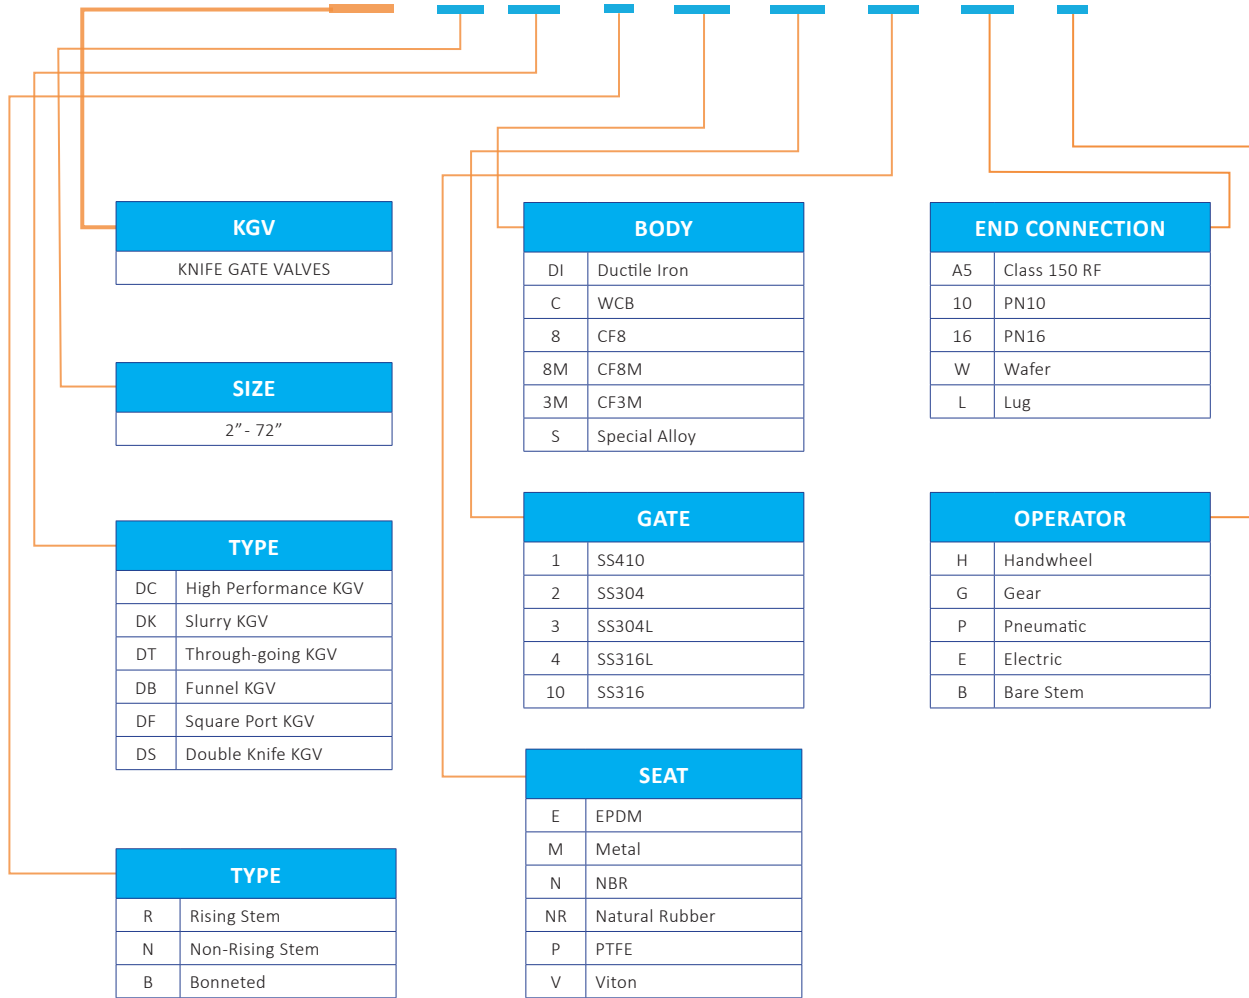 KGV
KNIFE GATE VALVES
SIZE
2” - 72”
TYPE
DC High Performance KGV
DK Slurry KGV
DT Through-going KGV
DB Funnel KGV
DF Square Port KGV
DS Double Knife KGV
TYPE
R Rising Stem
N Non-Rising Stem
B Bonneted
BODY
DI Ductile Iron
C WCB
8 CF8
8M CF8M
3M CF3M
S Special Alloy
GATE
1 SS410
2 SS304
3 SS304L
4 SS316L
10 SS316
SEAT
E EPDM
M Metal
N NBR
NR Natural Rubber
P PTFE
V Viton
END CONNECTION
A5 Class 150 RF
10 PN10
16 PN16
W Wafer
L Lug
OPERATOR
H Handwheel
G Gear
P Pneumatic
E Electric
B Bare Stem